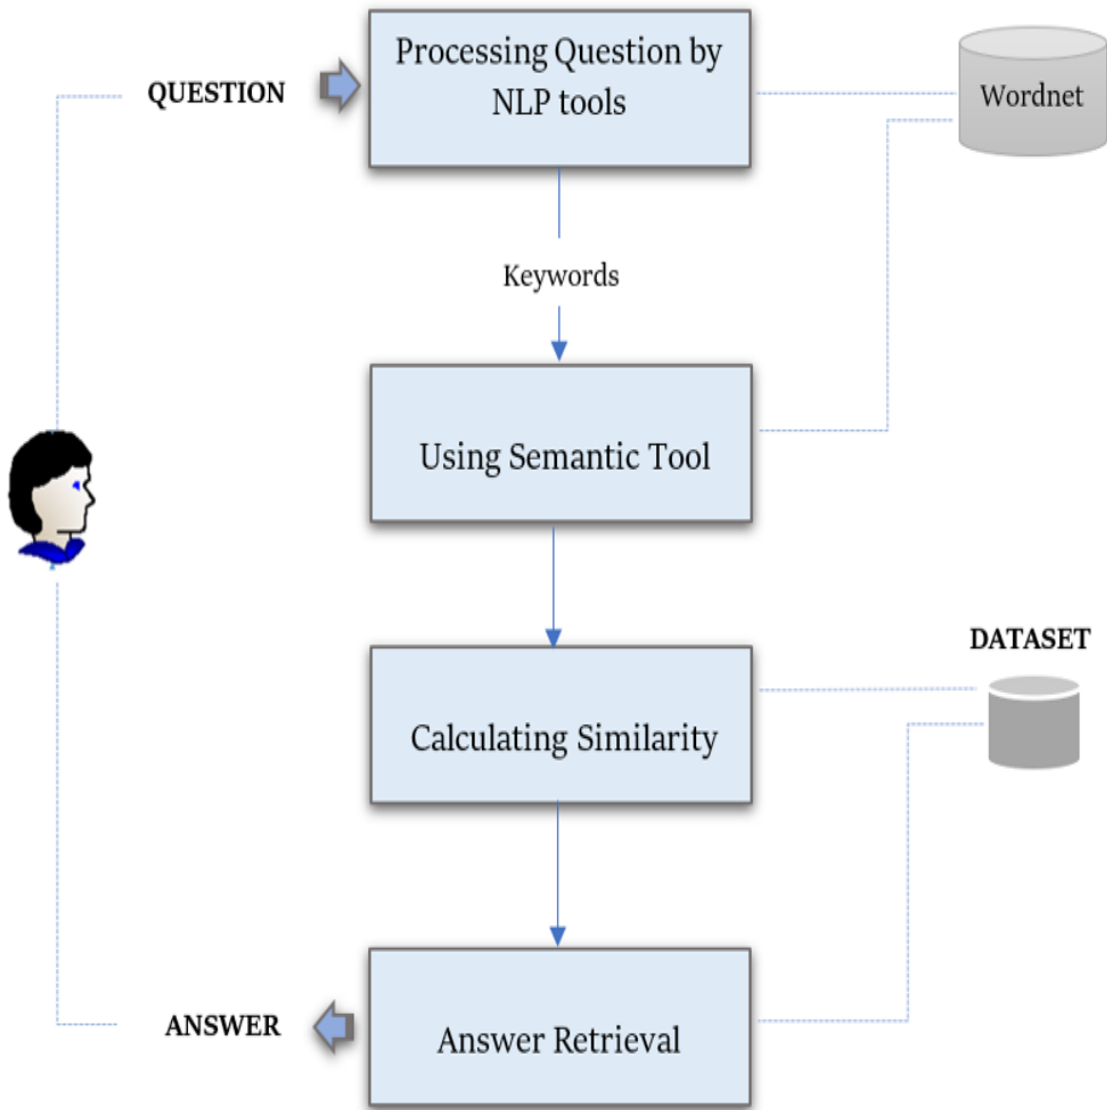 Processing Question by
NLP tools
QUESTION
Wordnet
Keywords
Using Semantic Tool
DATASET
Calculating Similarity
ANSWER
Answer Retrieval